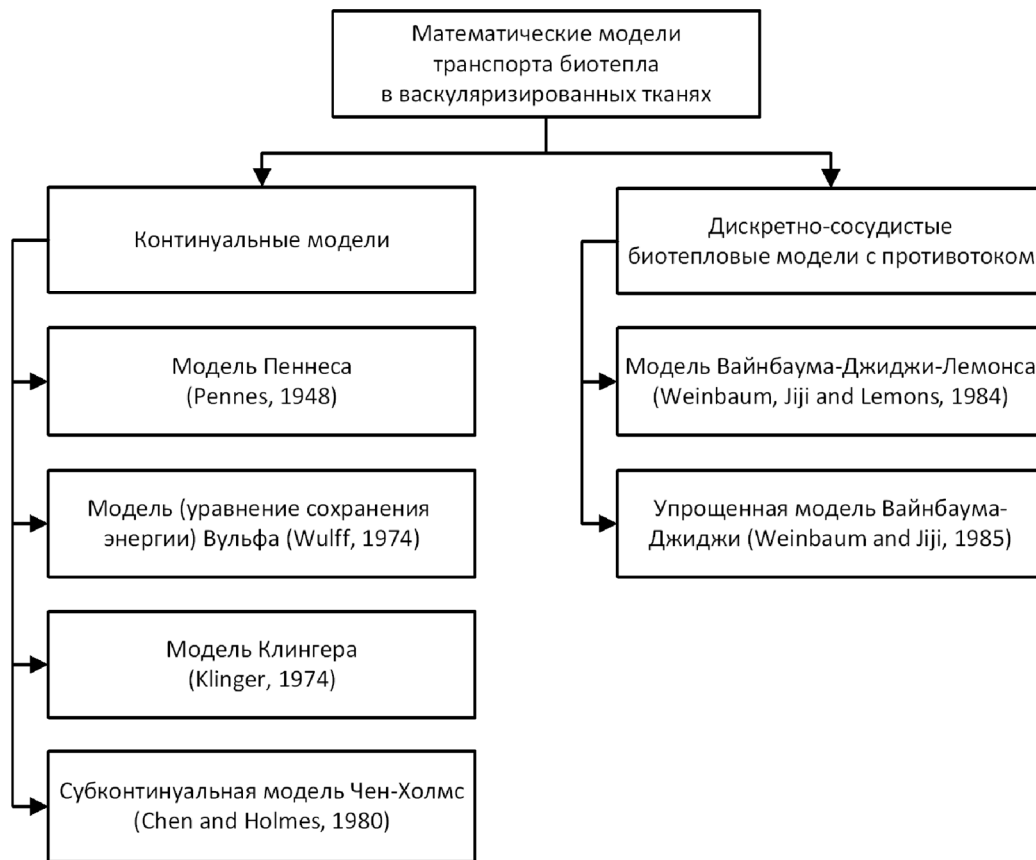 Математические модели
транспорта биотепла
в васкуляризированных тканях
Континуальные модели
Модель Пеннеса
(Pennes, 1948)
Модель (уравнение сохранения
энергии) Вульфа (Wulff, 1974)
Модель Клингера
(Klinger, 1974)
Субконтинуальная модель Чен-Холмс
(Chen and Holmes, 1980)
Дискретно-сосудистые
биотепловые модели с противотоком
Модель Вайнбаума-Джиджи-Лемонса
(Weinbaum, Jiji and Lemons, 1984)
Упрощенная модель Вайнбаума-
Джиджи (Weinbaum and Jiji, 1985)